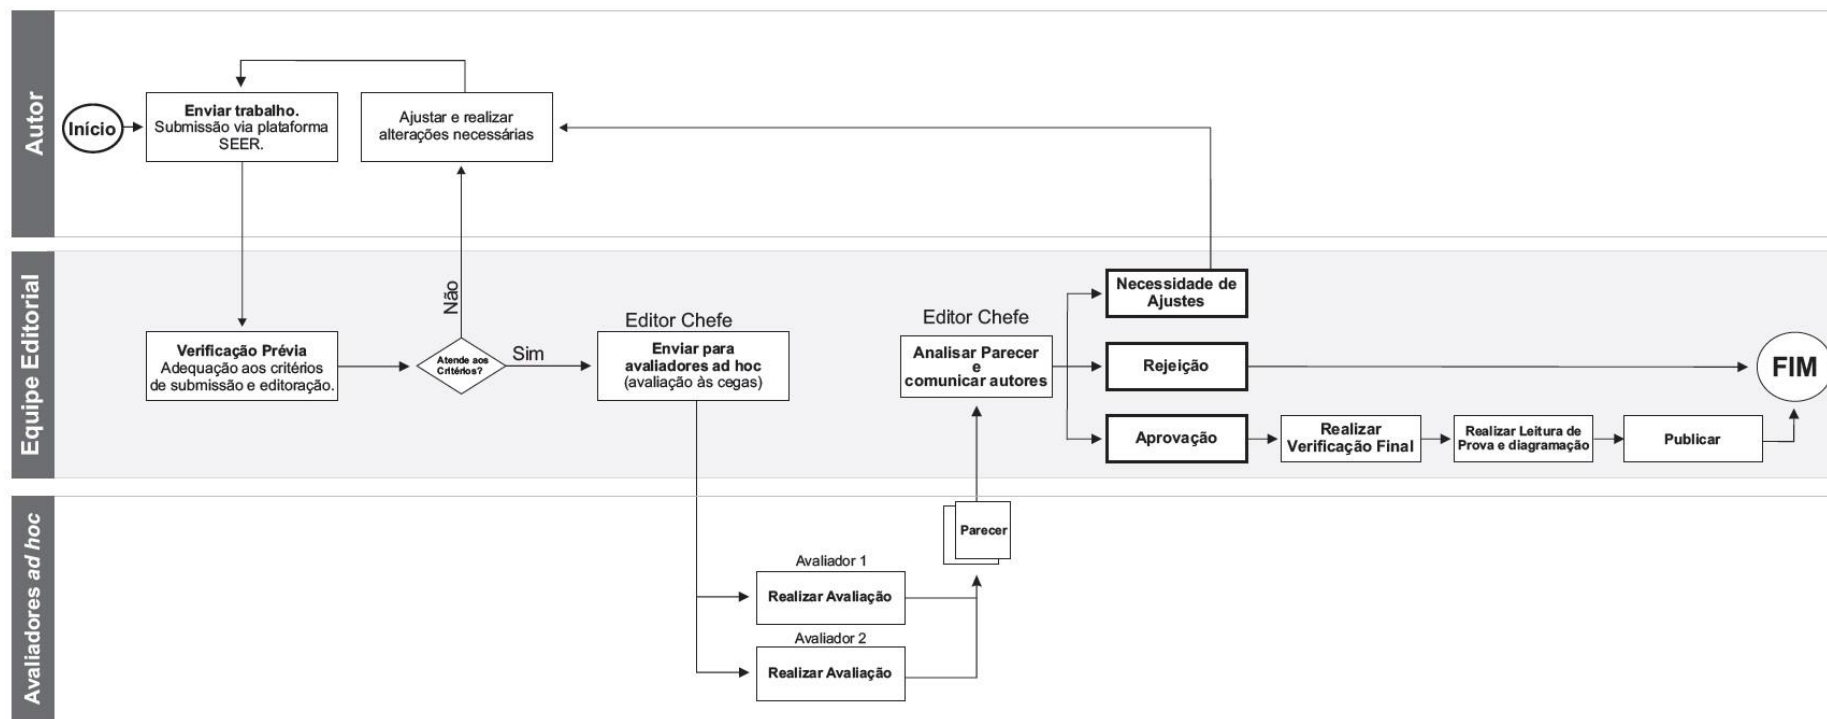 Autor
Início
Enviar trabalho.
Submissão via plataforma
SEER.
Ajustar e realizar
alterações necessárias
Equipe Editorial
Verificação Prévia
Adequação aos critérios
de submissão e editoração.
Atende aos
Critérios?
Não
Sim
Editor Chefe
Enviar para
avaliadores ad hoc
(avaliação às cegas)
Editor Chefe
Analisar Parecer
e
comunicar autores
Necessidade de
Ajustes
Rejeição
Aprovação
Realizar
Verificação Final
Realizar Leitura de
Prova e diagramação
Publicar
FIM
Avaliadores ad hoc
Parecer
Avaliador 1
Realizar Avaliação
Avaliador 2
Realizar Avaliação